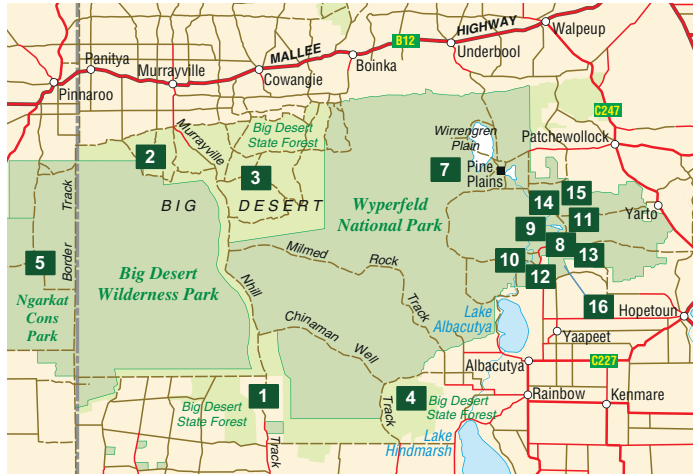 Walpeup
HIGHWAY
B12
Underbool
MALLEE
Boinka
Panitya
Murrayville
Cowangie
Pinnaroo
C247
Patchewollock
Big Desert
State Forest
Wirrengren
Plain
Murrayville
2
3
7
Pine
Plains
Track
BIG DESERT
Wyperfeld
National Park
14
15
11
Yarto
9
8
13
10
12
5
Border
Milmed Rock Track
Big Desert
Wilderness Park
Ngarkat
Cons
Park
Nhill
Chinaman Well
Lake
Albacutya
16
Hopetoun
Yaapeet
Albacutya
C227
1
Big Desert
State Forest
Track
4
Track
Big Desert
State Forest
Rainbow
Kenmare
Lake
Hindmarsh